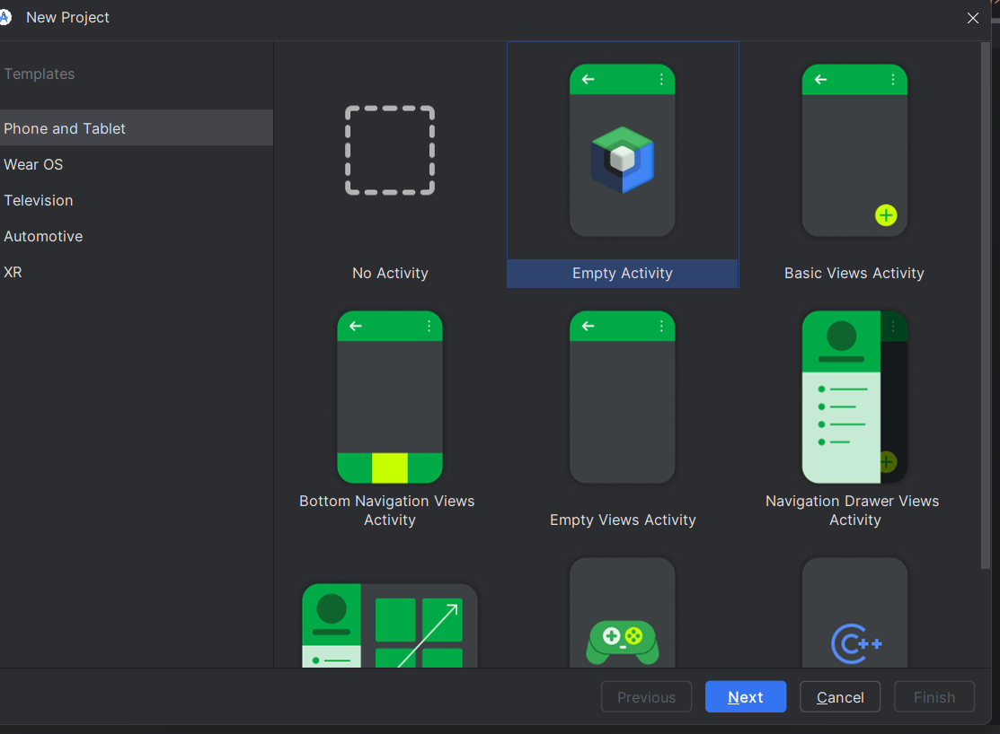 New Project
Templates
Phone and Tablet
Wear OS
Television
Automotive
XR
No Activity
Empty Activity
Basic Views Activity
Bottom Navigation Views
Activity
Empty Views Activity
Navigation Drawer Views
Activity
C++
Previous
Next
Cancel
Finish